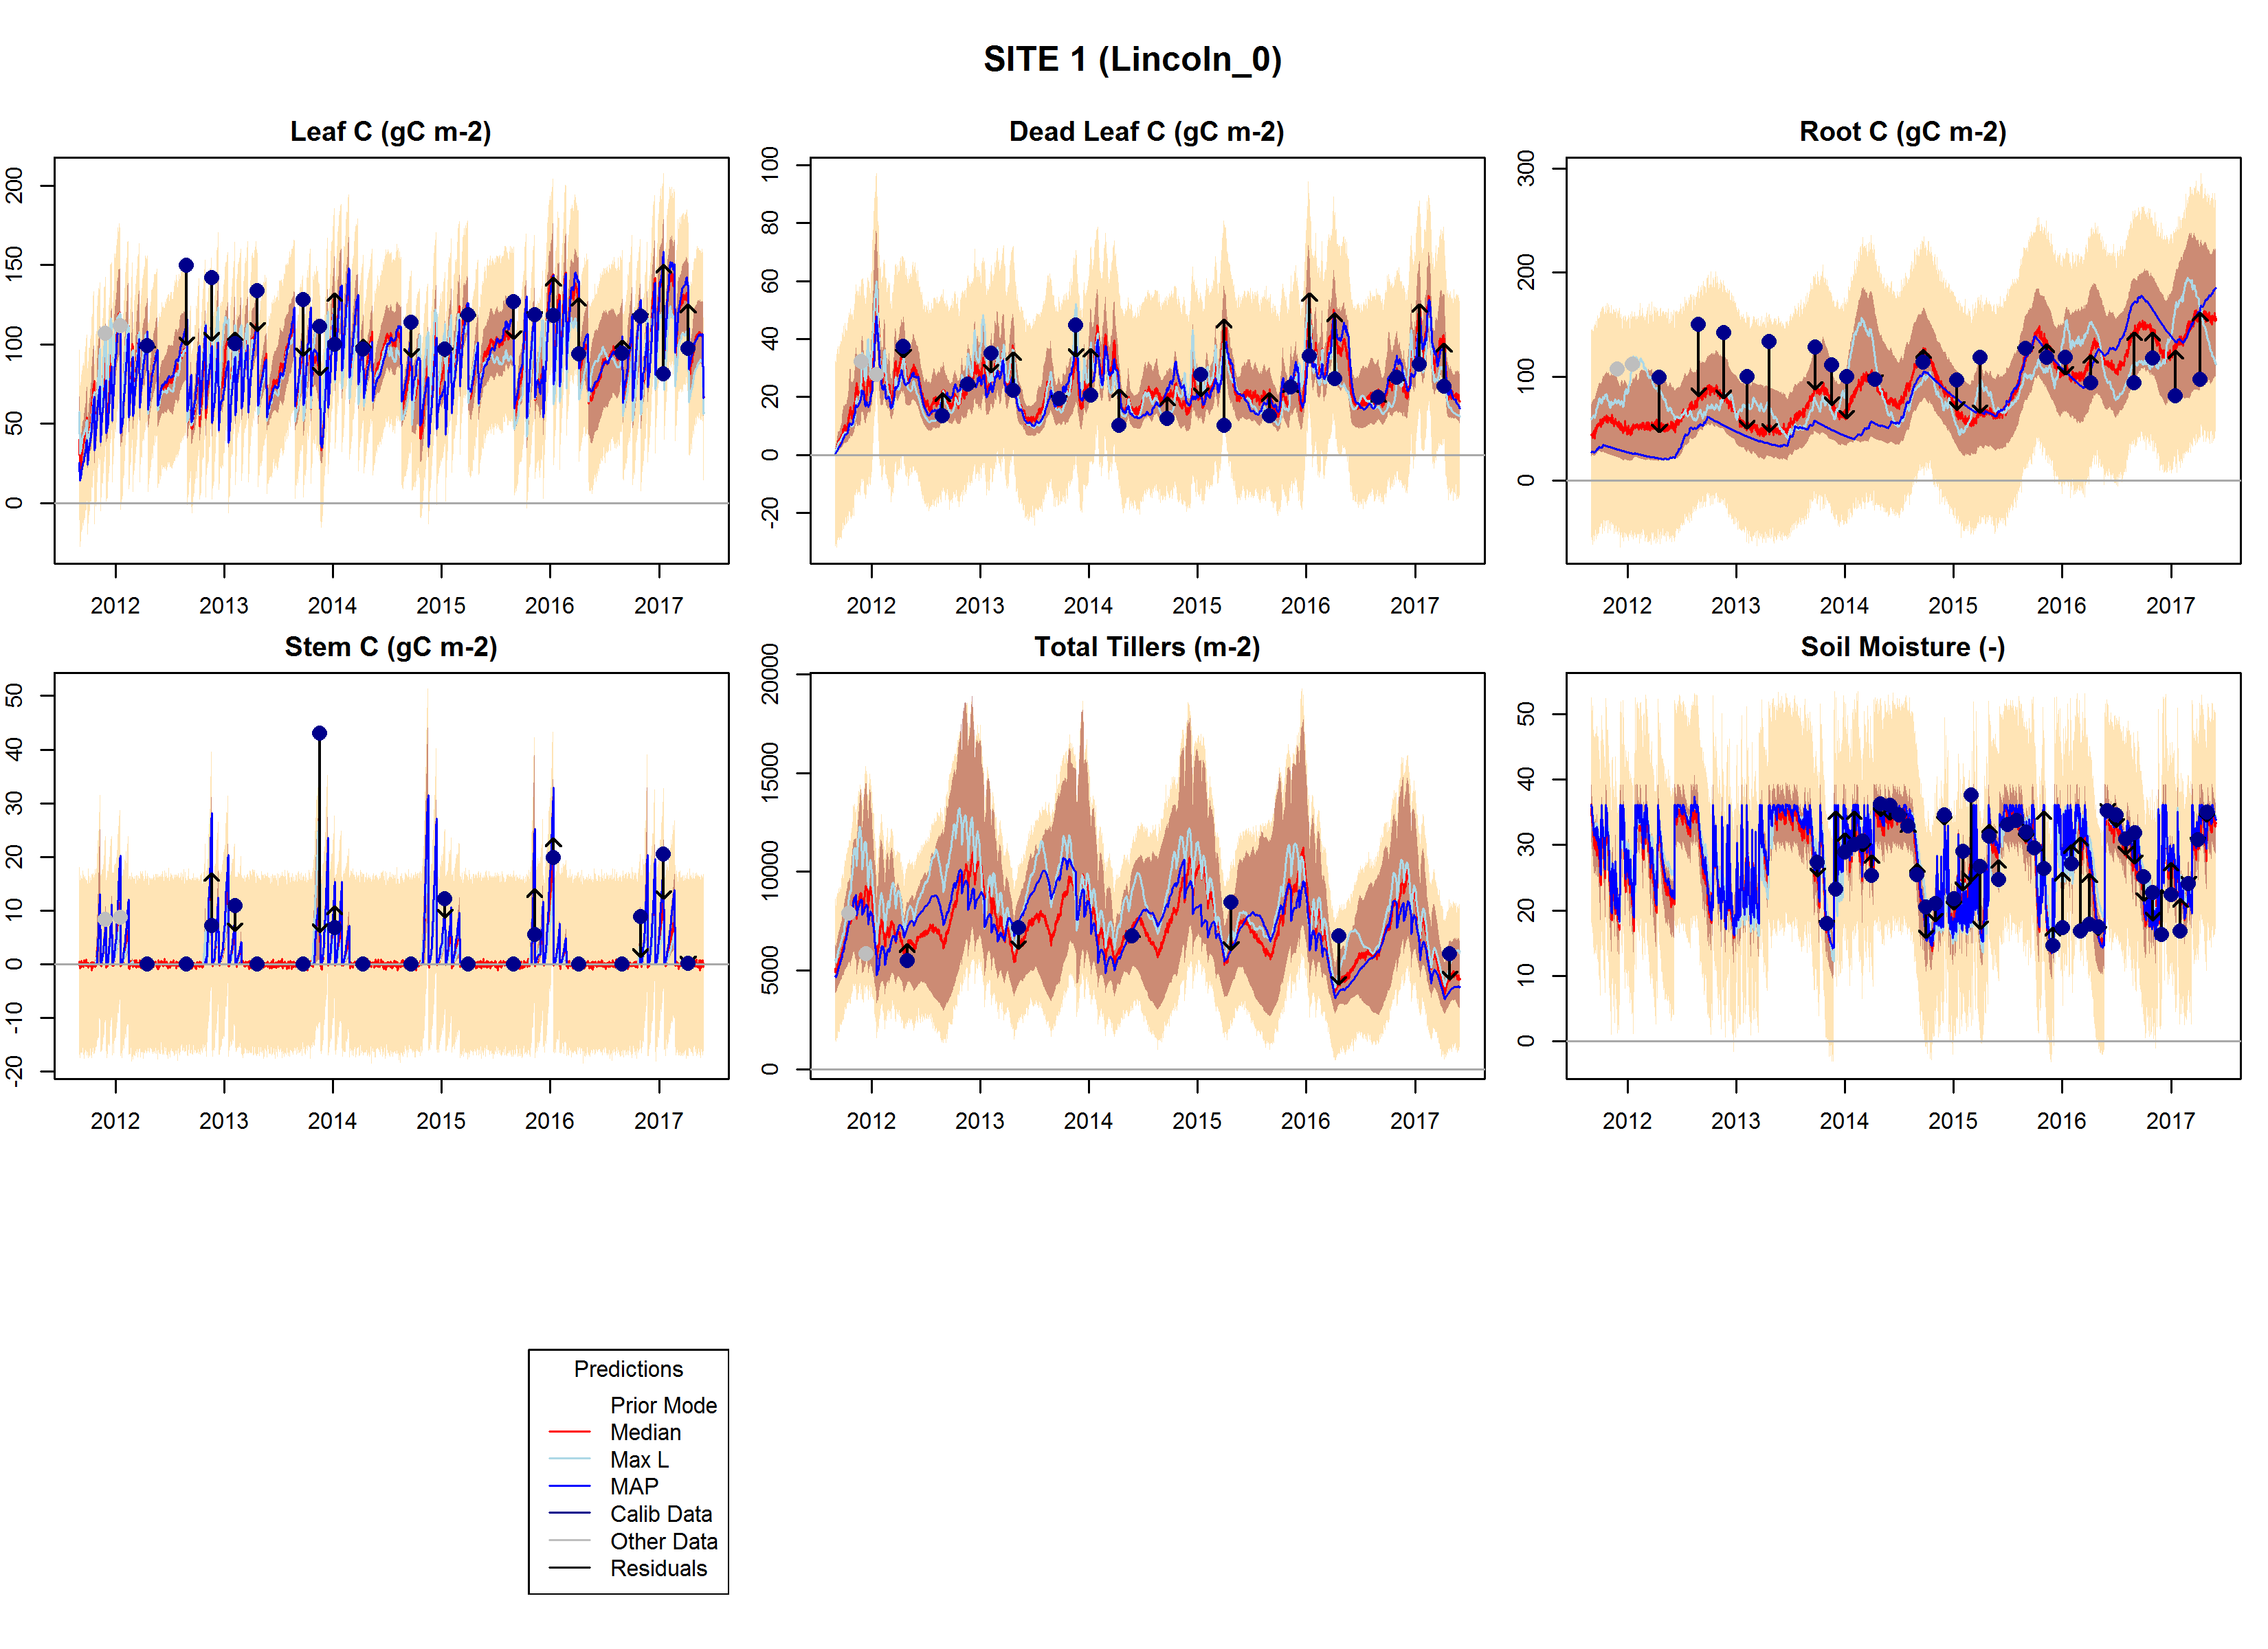 SITE 1 (Lincoln_0)
Leaf C (gC m-2)
0 50 100 150 200
2012 2013 2014 2015 2016 2017
Dead Leaf C (gC m-2)
-20 0 20 40 60 80 100
2012 2013 2014 2015 2016 2017
Root C (gC m-2)
0 100 200 300
2012 2013 2014 2015 2016 2017
Stem C (gC m-2)
-20 -10 0 10 20 30 40 50
2012 2013 2014 2015 2016 2017
Total Tillers (m-2)
0 5000 10000 15000 20000
2012 2013 2014 2015 2016 2017
Soil Moisture (-)
0 10 20 30 40 50
2012 2013 2014 2015 2016 2017
Predictions
Prior Mode
Median
Max L
MAP
Calib Data
Other Data
Residuals